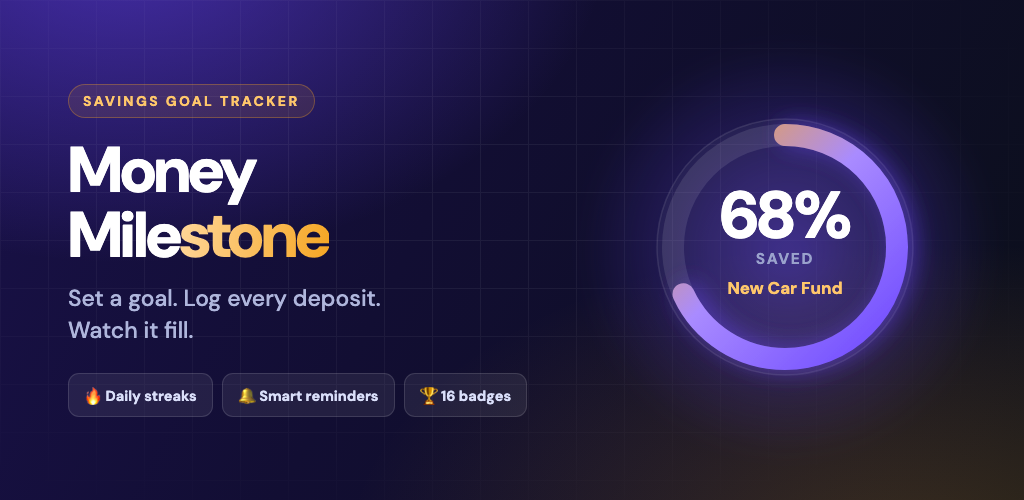 SAVINGS GOAL TRACKER
Money
Milestone
Set a goal. Log every deposit.
Watch it fill.
🔥 Daily streaks
🔔 Smart reminders
🏆 16 badges
68%
SAVED
New Car Fund